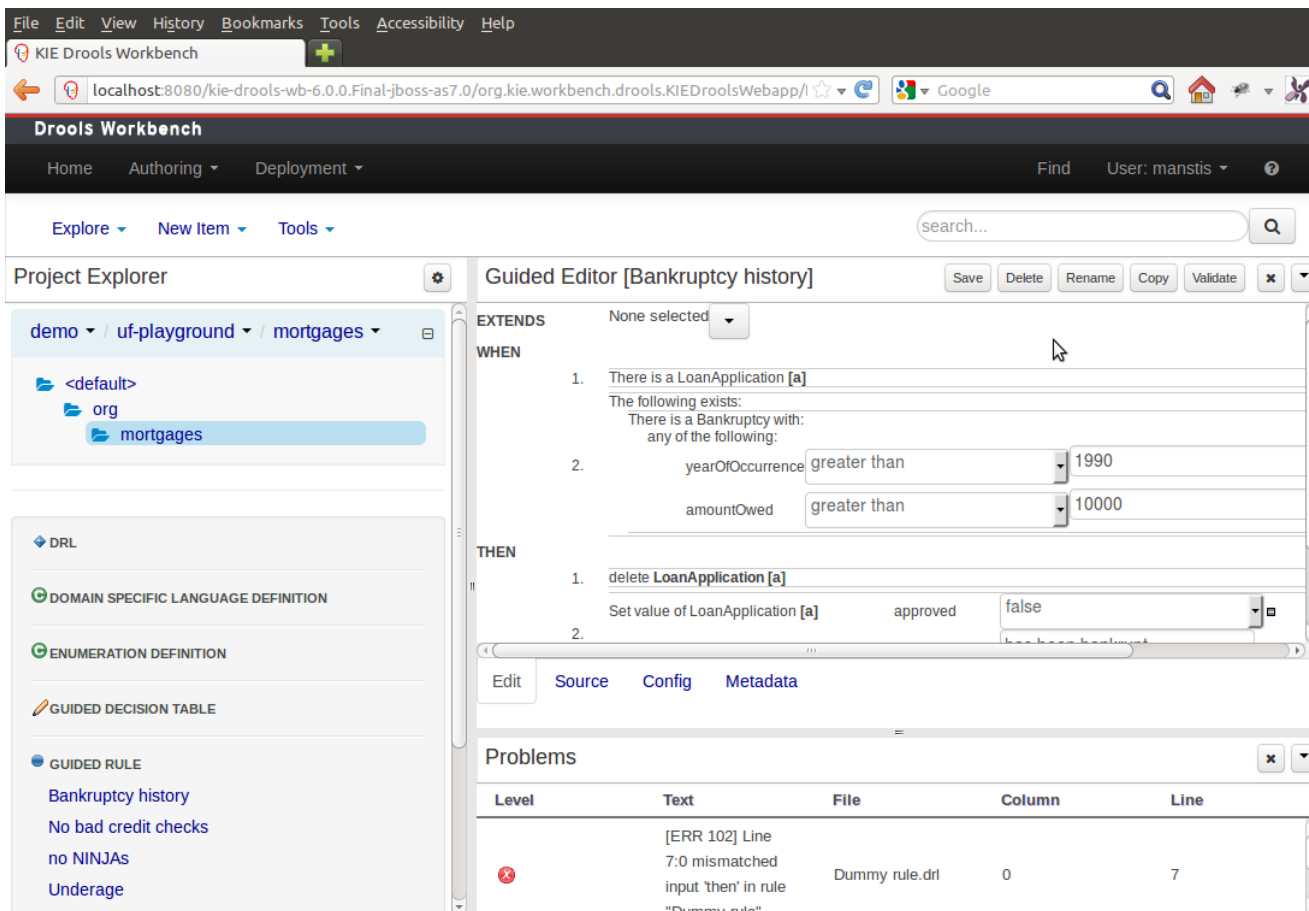 File Edit View History Bookmarks Tools Accessibility Help
KIE Drools Workbench
localhost:8080/kie-drools-wb-6.0.0.Final-jboss-as7.0/org.kie.workbench.drools.KIEDroolsWebapp/
Google
Drools Workbench
Home Authoring Deployment Find User: manstis
Explore New Item Tools search...
Project Explorer
demo / uf-playground / mortgages
<default>
org
mortgages
DRL
DOMAIN SPECIFIC LANGUAGE DEFINITION
ENUMERATION DEFINITION
GUIDED DECISION TABLE
GUIDED RULE
Bankruptcy history
No bad credit checks
no NINJAs
Underage
Guided Editor [Bankruptcy history] Save Delete Rename Copy Validate
EXTENDS None selected
WHEN
1. There is a LoanApplication [a]
The following exists:
There is a Bankruptcy with:
any of the following:
2. yearOfOccurrence greater than 1990
amountOwed greater than 10000
THEN
1. delete LoanApplication [a]
Set value of LoanApplication [a] approved false
2.
Edit Source Config Metadata
Problems
Level Text File Column Line
[ERR 102] Line
7:0 mismatched
input 'then' in rule
"Dummy rule"
Dummy rule.drl 0 7